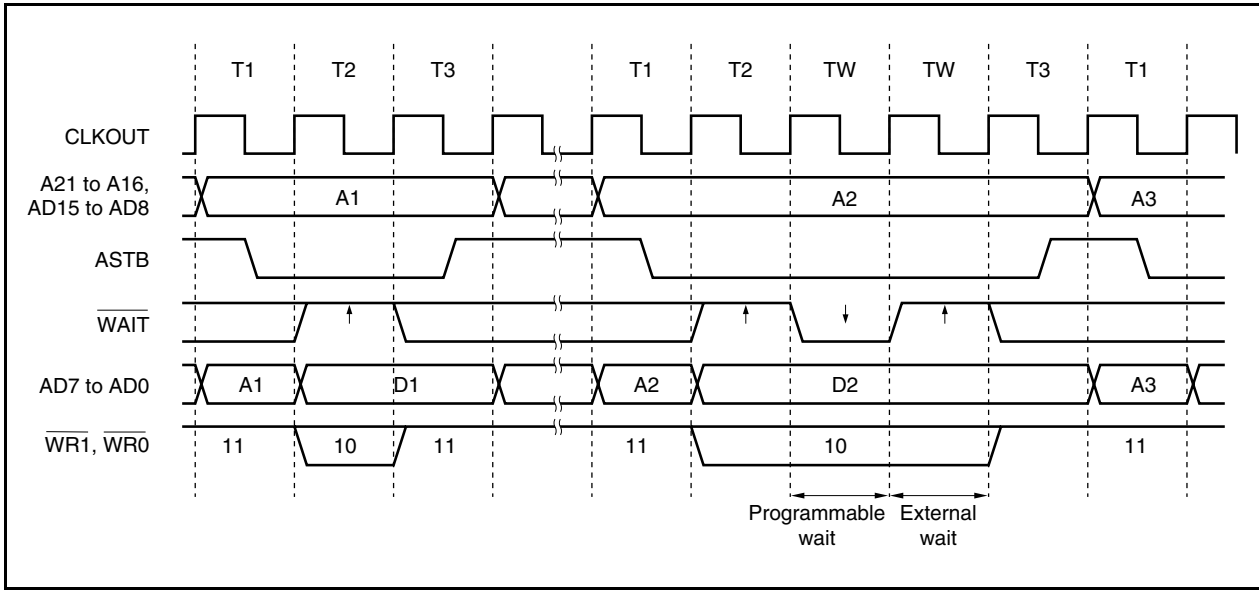 T1 T2 T3 T1 T2 TW TW T3 T1
CLKOUT
A21 to A16,
AD15 to AD8
A1 A2 A3
ASTB
WAIT
AD7 to AD0 A1 D1 A2 D2 A3
WR1, WR0 11 10 11 11 10 11
Programmable
wait
External
wait